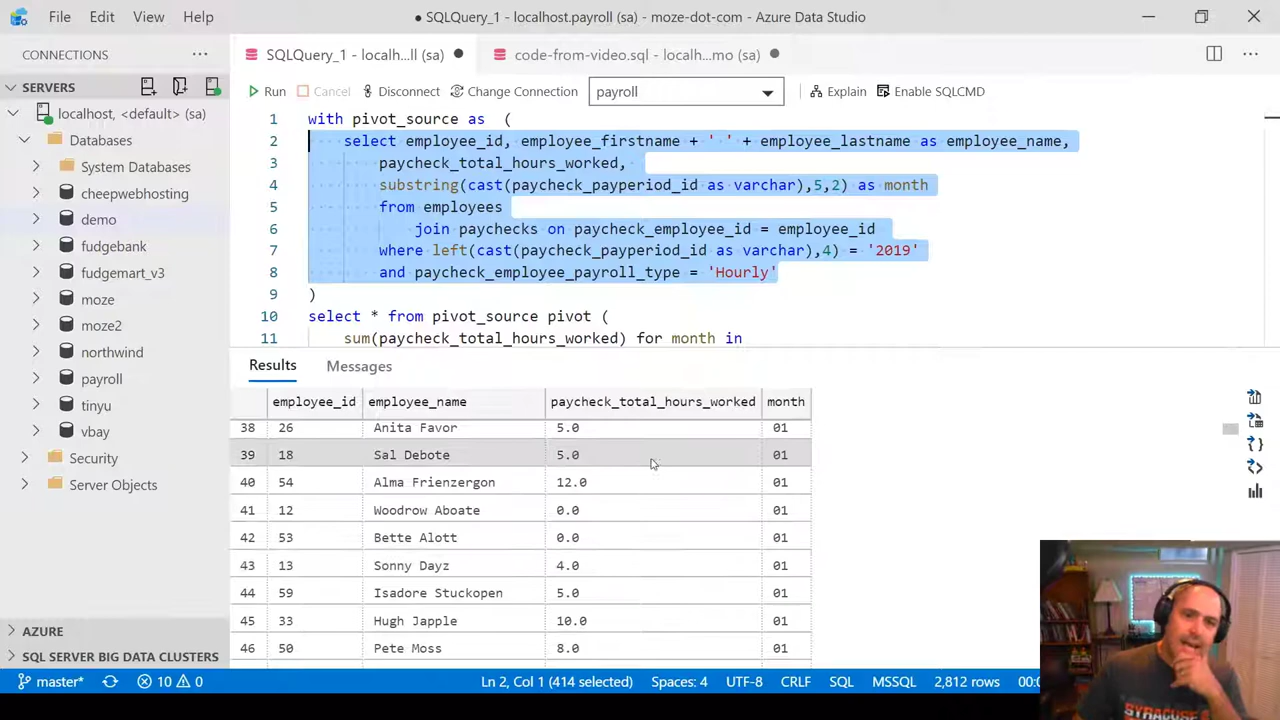 File Edit View Help
● SQLQuery_1 - localhost.payroll (sa) - moze-dot-com - Azure Data Studio
CONNECTIONS
SERVERS
localhost, <default> (sa)
Databases
System Databases
cheepwebhosting
demo
fudgebank
fudgemart_v3
moze
moze2
northwind
payroll
tinyu
vbay
Security
Server Objects
AZURE
SQL SERVER BIG DATA CLUSTERS
SQLQuery_1 - localh...ll (sa)
code-from-video.sql - localh...mo (sa)
Run Cancel Disconnect Change Connection payroll Explain Enable SQLCMD
1 with pivot_source as (
2 select employee_id, employee_firstname + ' ' + employee_lastname as employee_name,
3 paycheck_total_hours_worked,
4 substring(cast(paycheck_payperiod_id as varchar),5,2) as month
5 from employees
6 join paychecks on paycheck_employee_id = employee_id
7 where left(cast(paycheck_payperiod_id as varchar),4) = '2019'
8 and paycheck_employee_payroll_type = 'Hourly'
9 )
10 select * from pivot_source pivot (
11 sum(paycheck_total_hours_worked) for month in
Results Messages
employee_id employee_name paycheck_total_hours_worked month
38 26 Anita Favor 5.0 01
39 18 Sal Debote 5.0 01
40 54 Alma Frienzergon 12.0 01
41 12 Woodrow Aboate 0.0 01
42 53 Bette Alott 0.0 01
43 13 Sonny Dayz 4.0 01
44 59 Isadore Stuckopen 5.0 01
45 33 Hugh Japple 10.0 01
46 50 Pete Moss 8.0 01
master* 10 0 Ln 2, Col 1 (414 selected) Spaces: 4 UTF-8 CRLF SQL MSSQL 2,812 rows 00:0
SYRACUSE